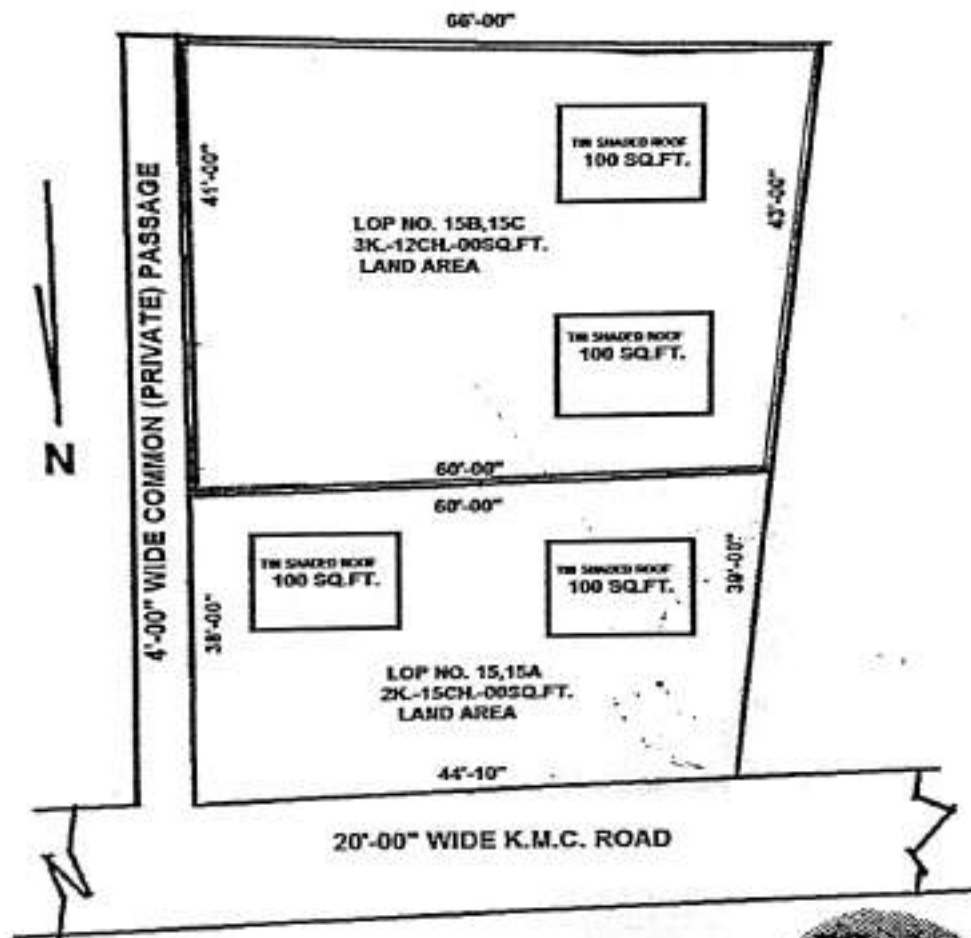 66'-00"
41'-00"
43'-00"
TIN SHADED ROOF
100 SQ.FT.
LOP NO. 15B,15C
3K.-12CH.-00SQ.FT.
LAND AREA
4'-00" WIDE COMMON (PRIVATE) PASSAGE
TIN SHADED ROOF
100 SQ.FT.
N
60'-00"
60'-00"
TIN SHADED ROOF
100 SQ.FT.
TIN SHADED ROOF
100 SQ.FT.
38'-00"
39'-00"
LOP NO. 15,15A
2K.-15CH.-00SQ.FT.
LAND AREA
44'-10"
20'-00" WIDE K.M.C. ROAD